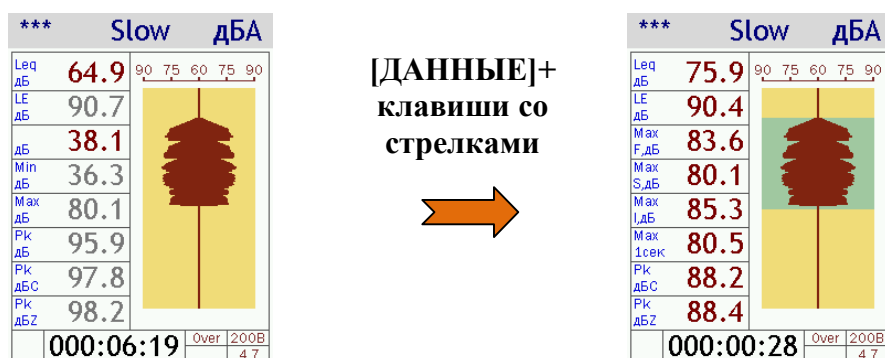 *** Slow дБА
Leq дБ 64.9 90 75 60 75 90
LE дБ 90.7
дБ 38.1
Min дБ 36.3
Max дБ 80.1
Pk дБ 95.9
Pk дБС 97.8
Pk дБZ 98.2
000:06:19 Over 200В 4.7
[ДАННЫЕ]+
клавиши со
стрелками
*** Slow дБА
Leq дБ 75.9 90 75 60 75 90
LE дБ 90.4
Max F,дБ 83.6
Max S,дБ 80.1
Max I,дБ 85.3
Max 1сек 80.5
Pk дБС 88.2
Pk дБZ 88.4
000:00:28 Over 200В 4.7